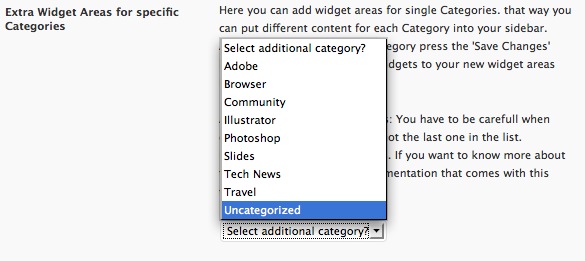 Extra Widget Areas for specific
Categories
Here you can add widget areas for single Categories. that way you
can put different content for each Category into your sidebar.
Select additional category?
Adobe
Browser
Community
Illustrator
Photoshop
Slides
Tech News
Travel
Uncategorized
press the 'Save Changes'
to your new widget areas
You have to be carefull when
the last one in the list.
. If you want to know more about
that comes with this
Select additional category?